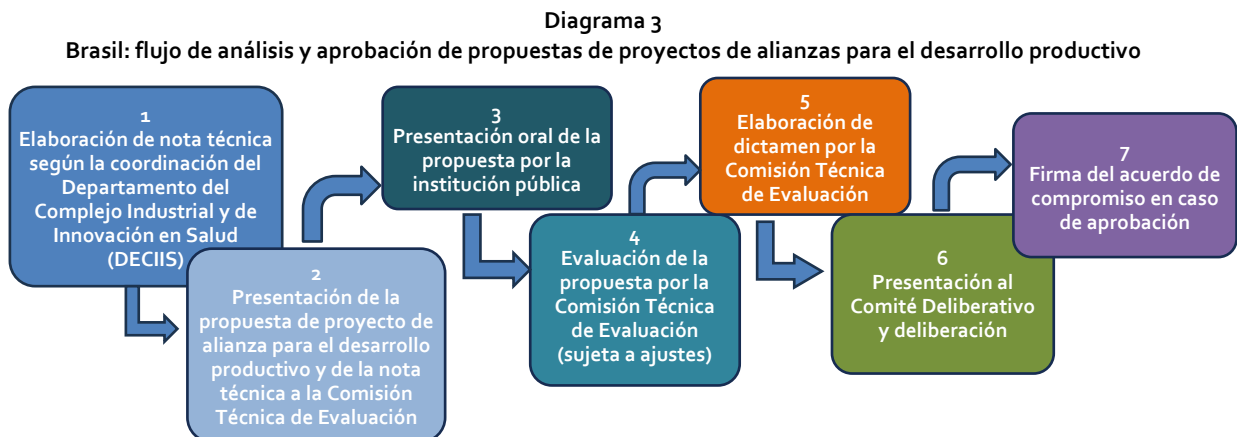 Diagrama 3
Brasil: flujo de análisis y aprobación de propuestas de proyectos de alianzas para el desarrollo productivo
1
Elaboración de nota técnica
según la coordinación del
Departamento del
Complejo Industrial y de
Innovación en Salud
(DECIIS)
2
Presentación de la
propuesta de proyecto de
alianza para el desarrollo
productivo y de la nota
técnica a la Comisión
Técnica de Evaluación
3
Presentación oral de la
propuesta por la
institución pública
4
Evaluación de la
propuesta por la
Comisión Técnica
de Evaluación
(sujeta a ajustes)
5
Elaboración de
dictamen por la
Comisión Técnica
de Evaluación
6
Presentación al
Comité Deliberativo
y deliberación
7
Firma del acuerdo de
compromiso en caso
de aprobación